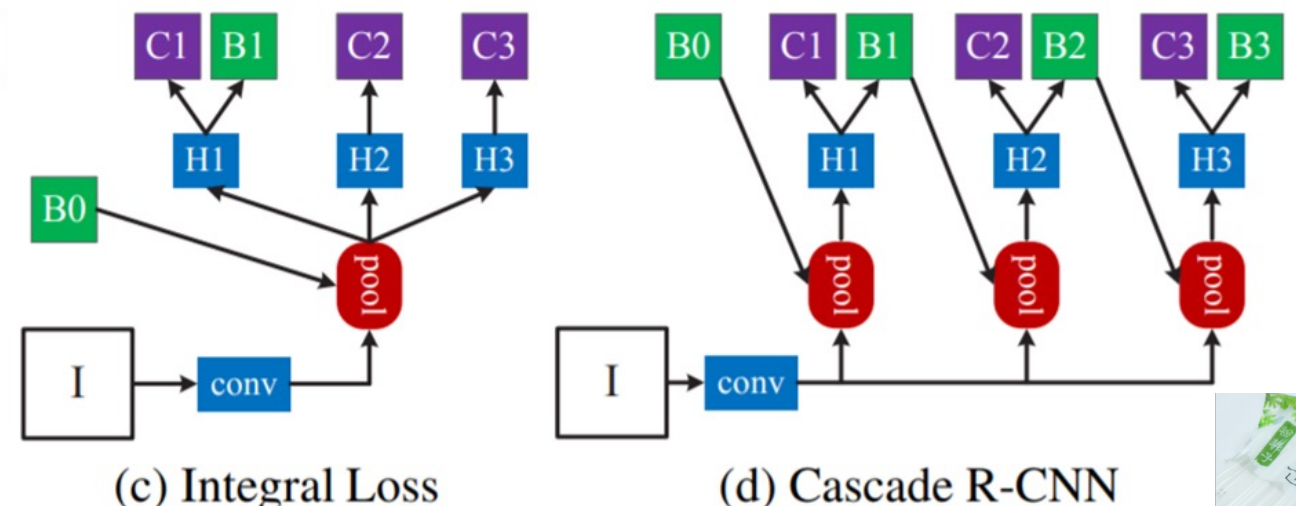 C1 B1 C2 C3 B0 C1 B1 C2 B2 C3 B3
H1 H2 H3 H1 H2 H3
B0
pool pool pool pool
I conv I conv
(c) Integral Loss (d) Cascade R-CNN